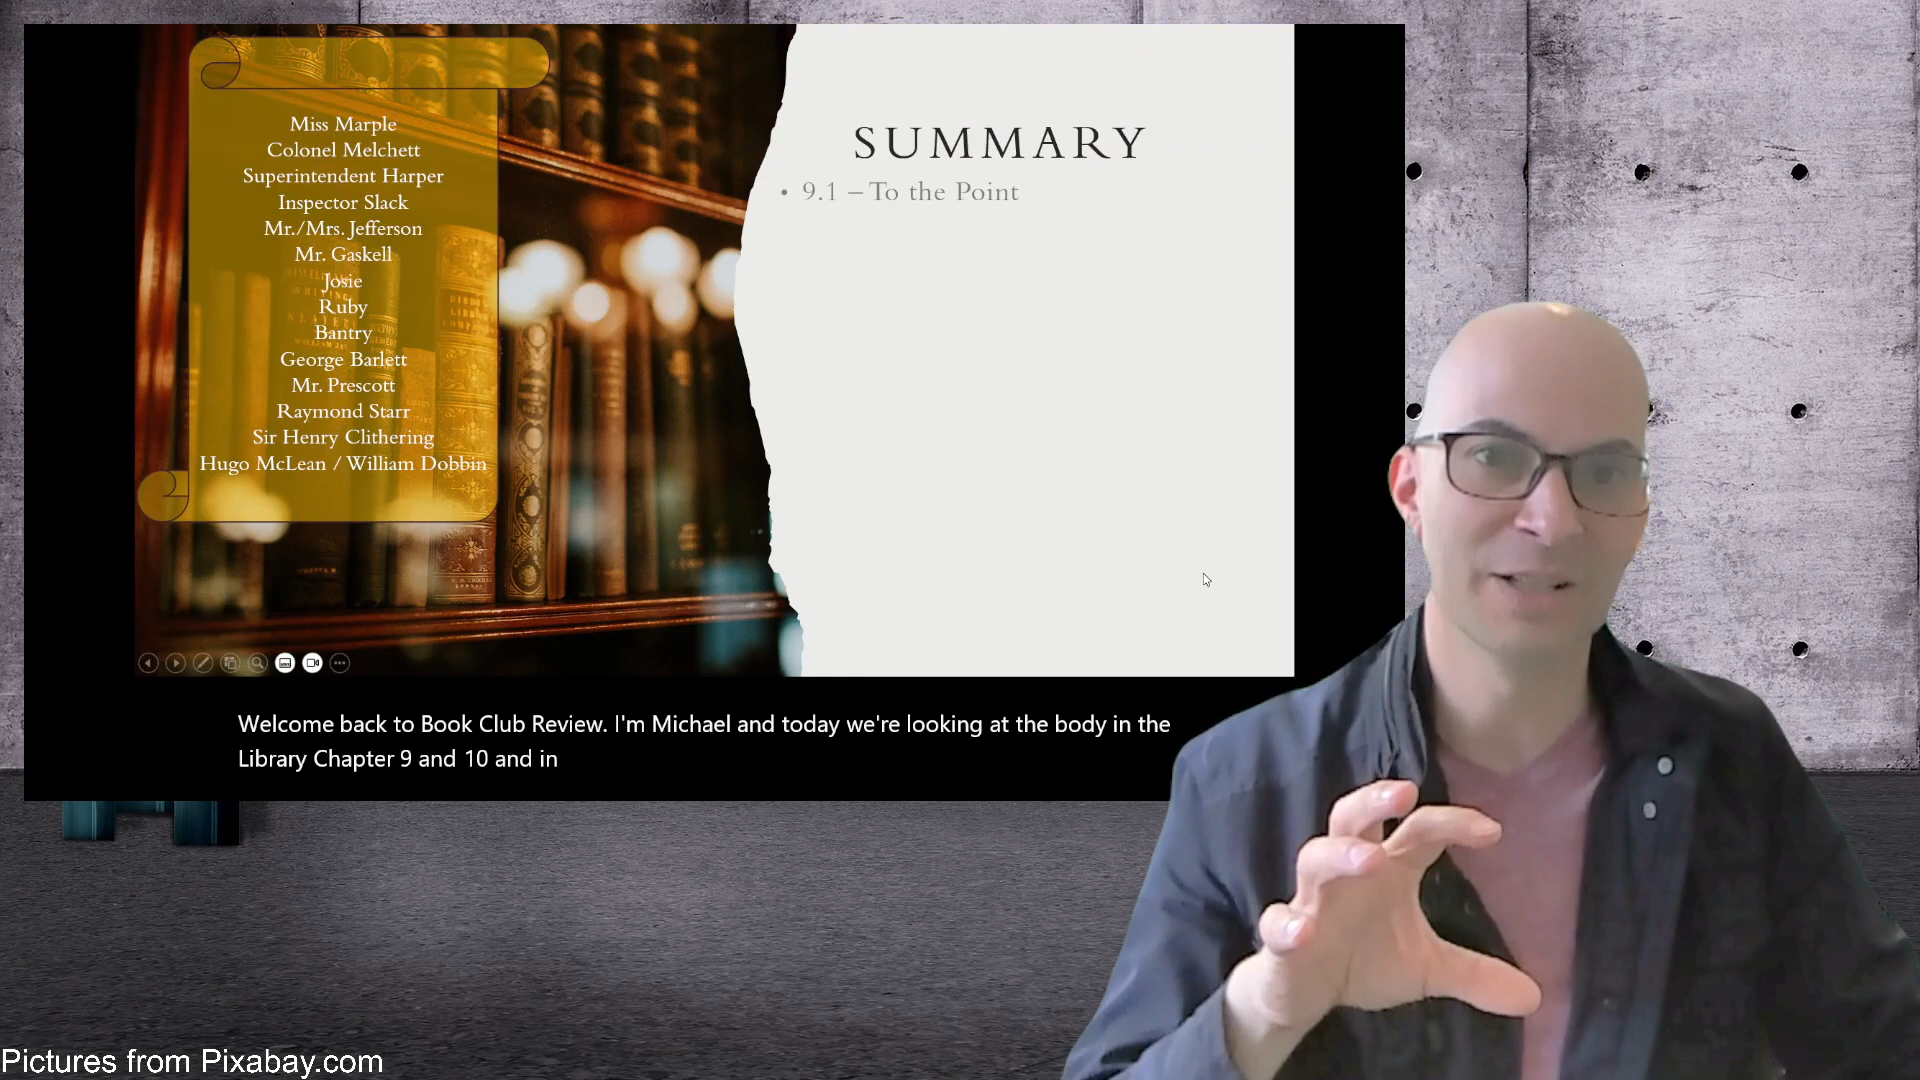 Miss Marple
Colonel Melchett
Superintendent Harper
Inspector Slack
Mr./Mrs. Jefferson
Mr. Gaskell
Josie
Ruby
Bantry
George Barlett
Mr. Prescott
Raymond Starr
Sir Henry Clithering
Hugo McLean / William Dobbin
SUMMARY
• 9.1 – To the Point
Welcome back to Book Club Review. I'm Michael and today we're looking at the body in the
Library Chapter 9 and 10 and in
Pictures from Pixabay.com